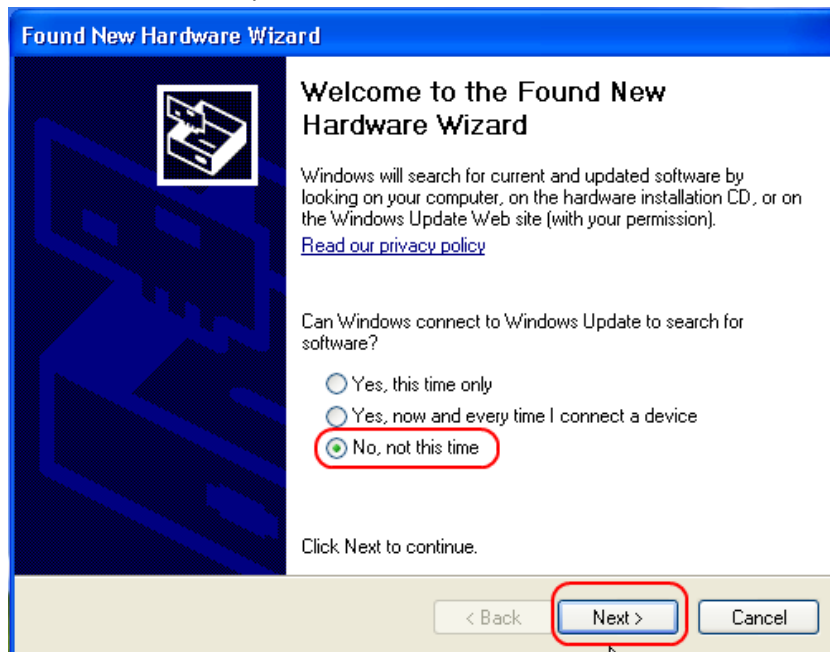 Found New Hardware Wizard
Welcome to the Found New
Hardware Wizard
Windows will search for current and updated software by
looking on your computer, on the hardware installation CD, or on
the Windows Update Web site (with your permission).
Read our privacy policy
Can Windows connect to Windows Update to search for
software?
Yes, this time only
Yes, now and every time I connect a device
No, not this time
Click Next to continue.
< Back Next > Cancel